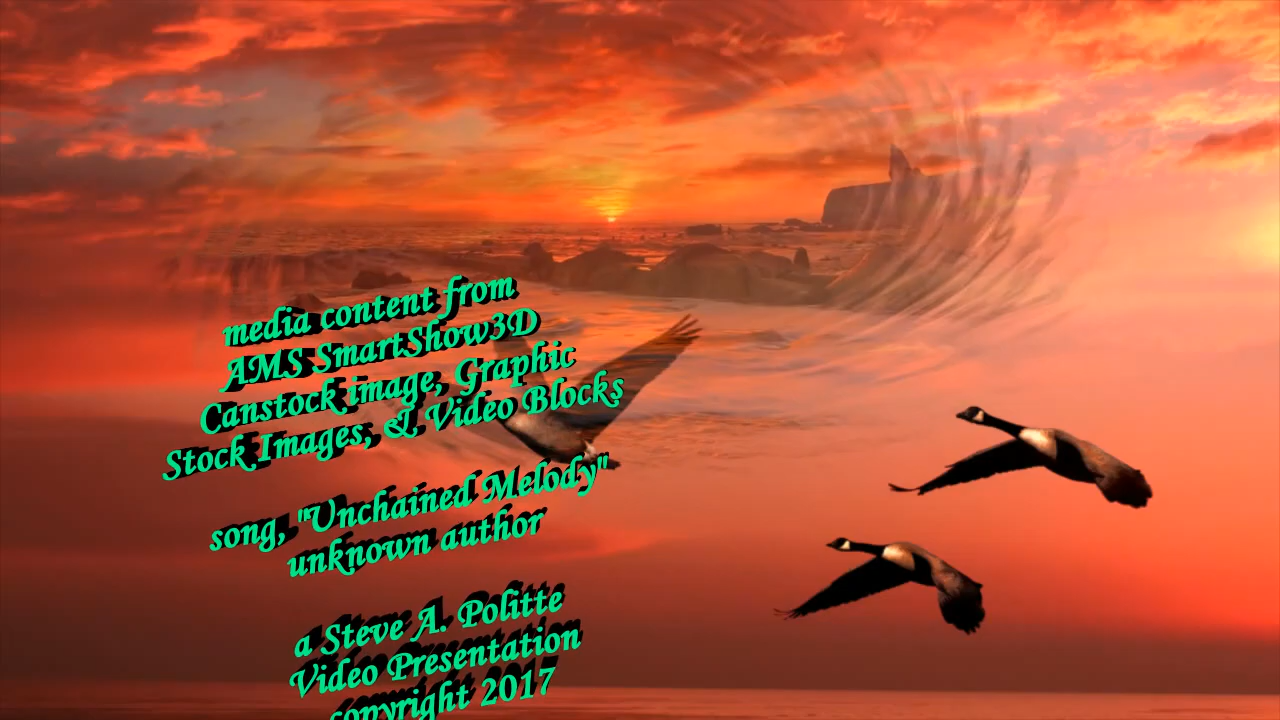 media content from
AMS SmartShow3D
Canstock image, Graphic
Stock Images, & Video Blocks
song, "Unchained Melody"
unknown author
a Steve A. Politte
Video Presentation
copyright 2017